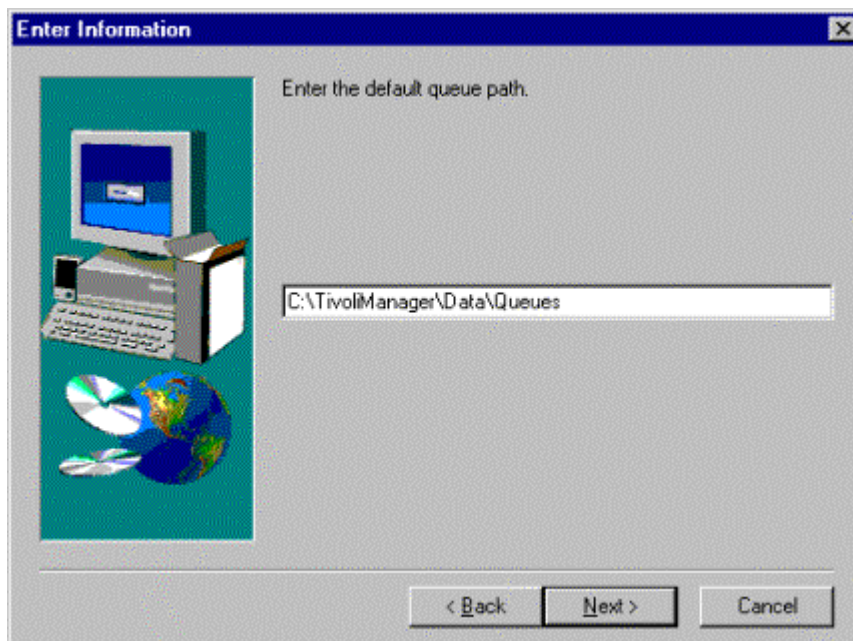 Enter Information
Enter the default queue path.
C:\TivoliManager\Data\Queues
< Back
Next >
Cancel